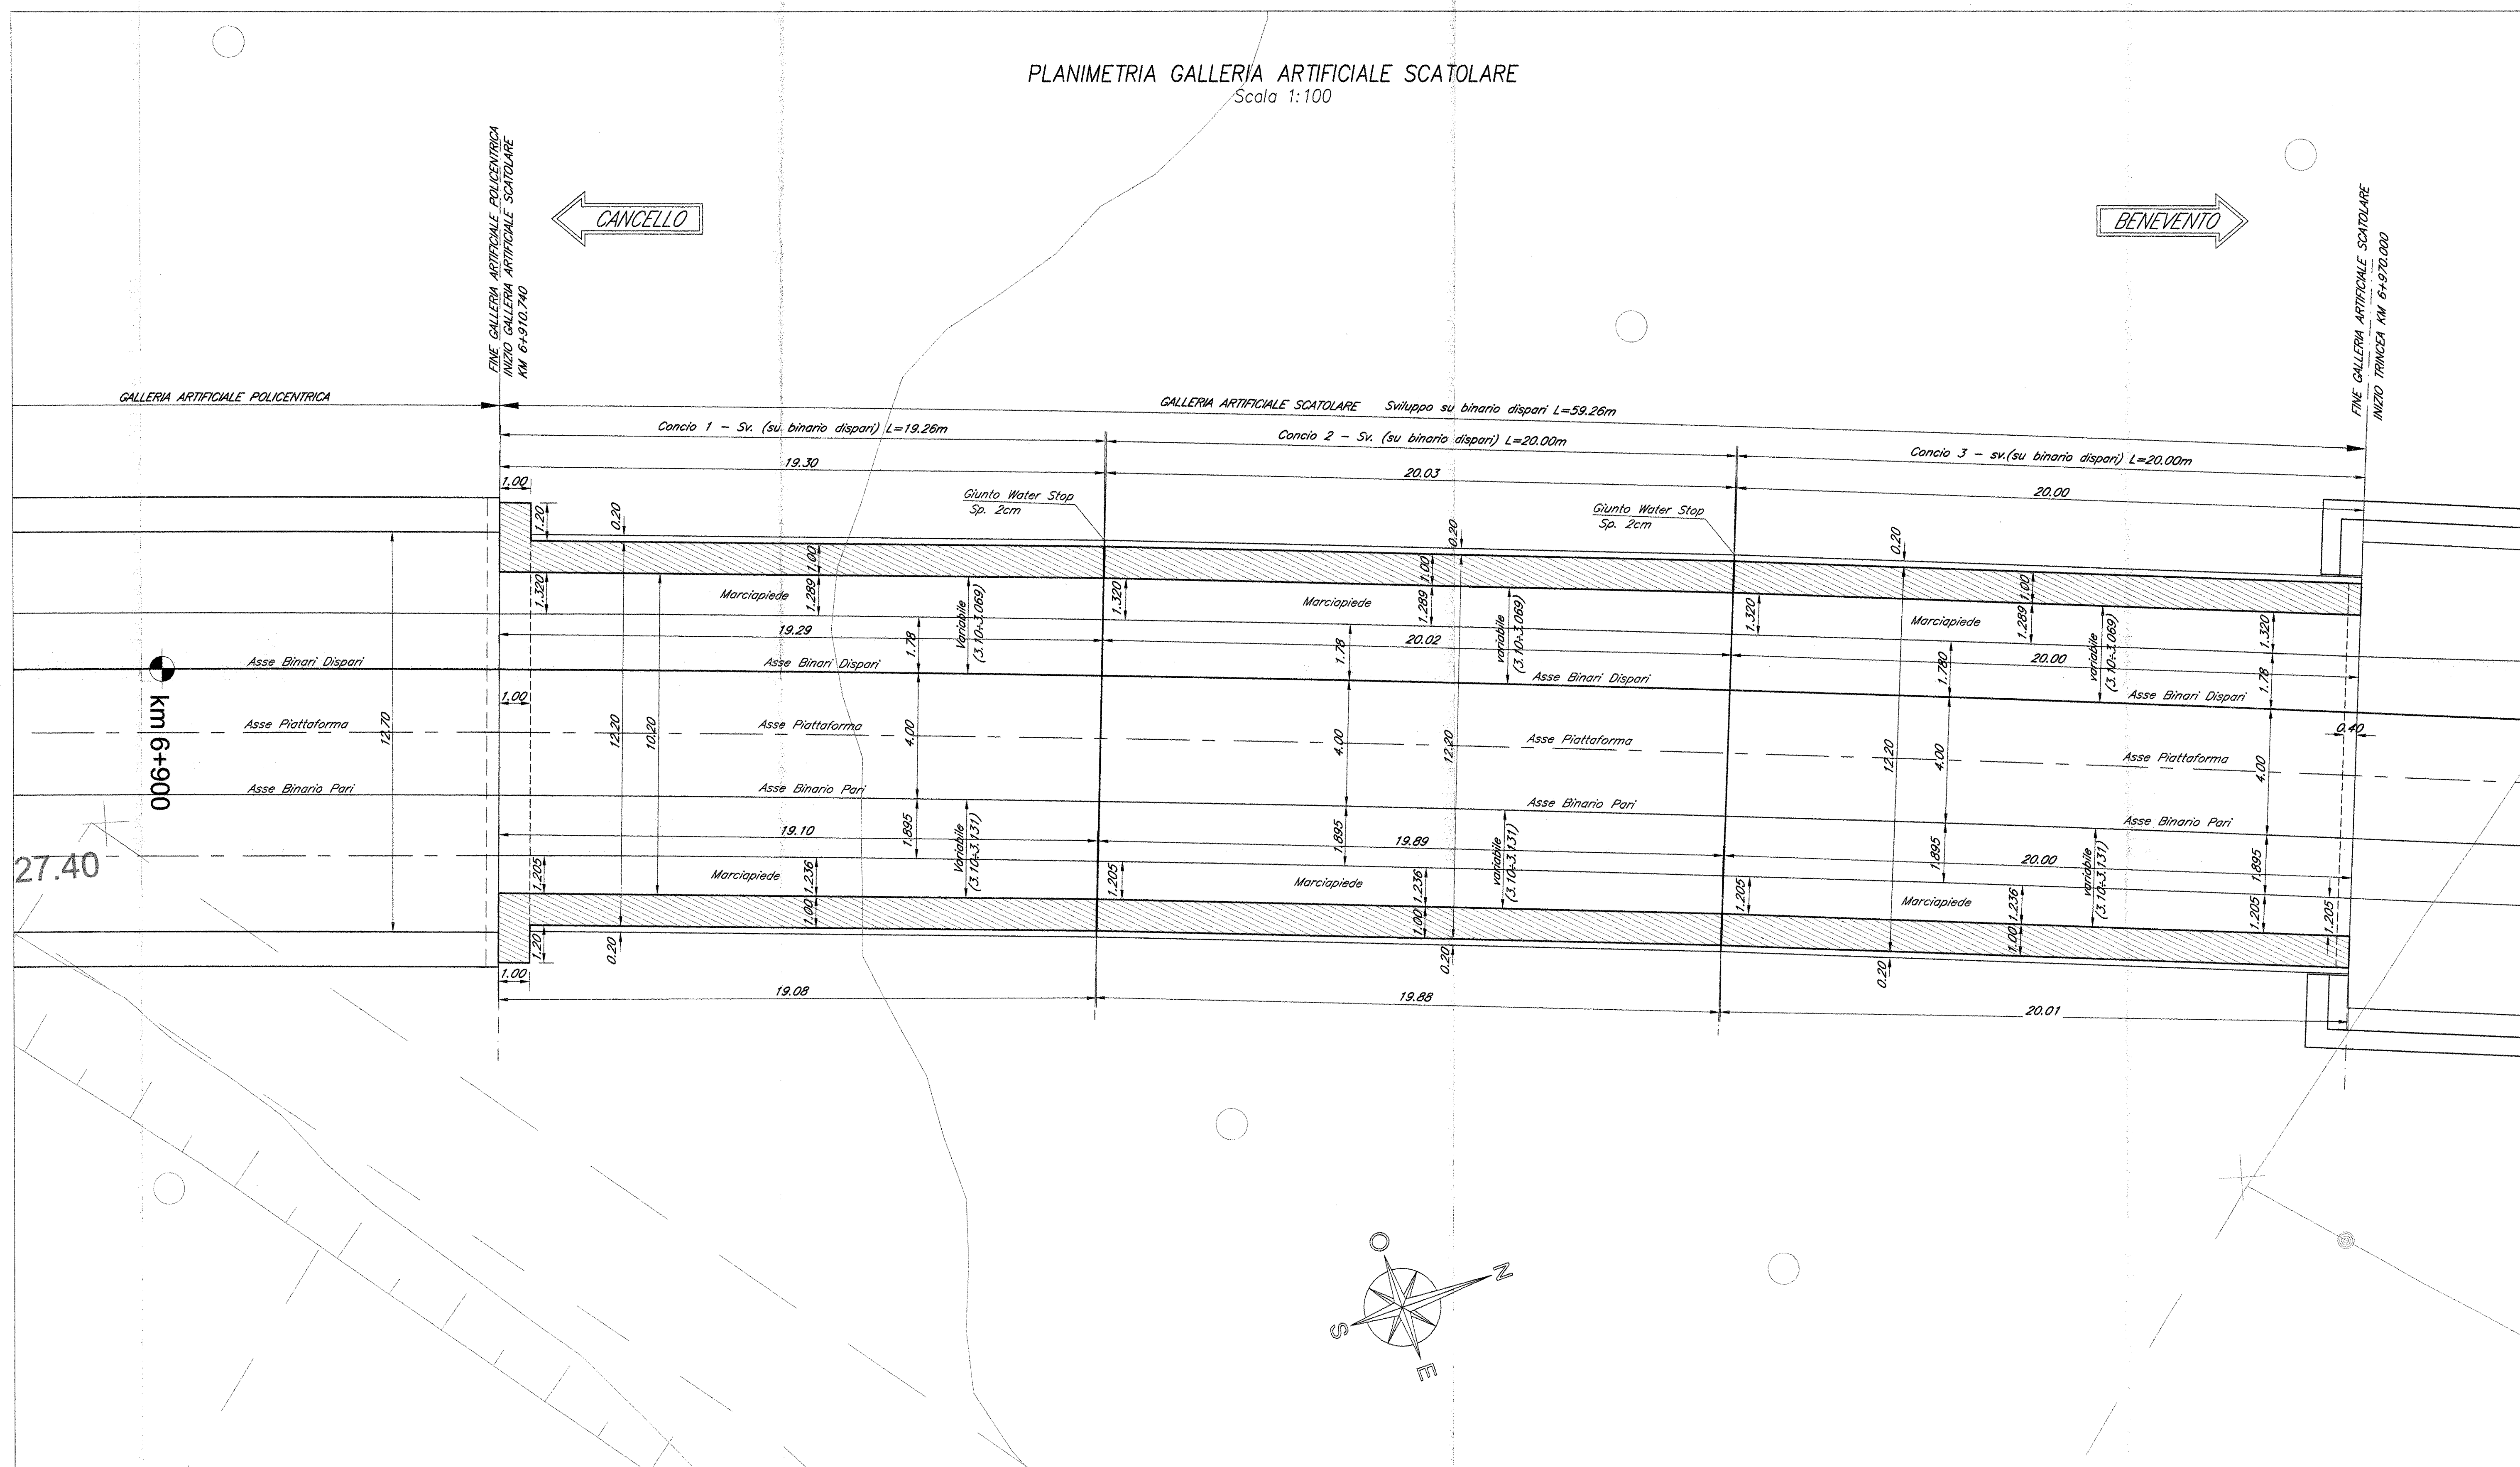 PLANIMETRIA GALLERIA ARTIFICIALE SCATOLARE
Scala 1:100
FINE GALLERIA ARTIFICIALE POLICENTRICA
INIZIO GALLERIA ARTIFICIALE SCATOLARE
KM 6+910.740
CANCELLO
BENEVENTO
FINE GALLERIA ARTIFICIALE SCATOLARE
INIZIO TRINCEA KM 6+970.000
GALLERIA ARTIFICIALE POLICENTRICA
GALLERIA ARTIFICIALE SCATOLARE Sviluppo su binario dispari L=59.26m
Concio 1 - Sv. (su binario dispari) L=19.26m
Concio 2 - Sv. (su binario dispari) L=20.00m
Concio 3 - sv.(su binario dispari) L=20.00m
19.30
20.03
20.00
1.00
Giunto Water Stop
Sp. 2cm
Giunto Water Stop
Sp. 2cm
1.20
0.20
0.20
0.20
1.00
1.00
1.00
1.320
Marciapiede
1.289
Variabile
(3.10÷3.069)
1.320
Marciapiede
1.289
variabile
(3.10÷3.069)
1.320
Marciapiede
1.289
variabile
(3.10÷3.069)
1.320
19.29
1.78
1.78
20.02
1.780
20.00
1.78
Asse Binari Dispari
Asse Binari Dispari
Asse Binari Dispari
Asse Binari Dispari
km 6+900
1.00
12.70
12.20
10.20
4.00
4.00
12.20
12.20
4.00
4.00
0.40
Asse Piattaforma
Asse Piattaforma
Asse Piattaforma
Asse Piattaforma
Asse Binario Pari
Asse Binario Pari
Asse Binario Pari
Asse Binario Pari
19.10
1.895
Variabile
(3.10÷3.131)
1.895
19.89
variabile
(3.10÷3.131)
1.895
20.00
variabile
(3.10÷3.131)
1.895
27.40
1.205
Marciapiede
1.236
1.205
Marciapiede
1.236
1.205
Marciapiede
1.236
1.205
1.205
1.00
1.00
1.00
1.20
0.20
0.20
0.20
1.00
19.08
19.88
20.01
O
N
S
E